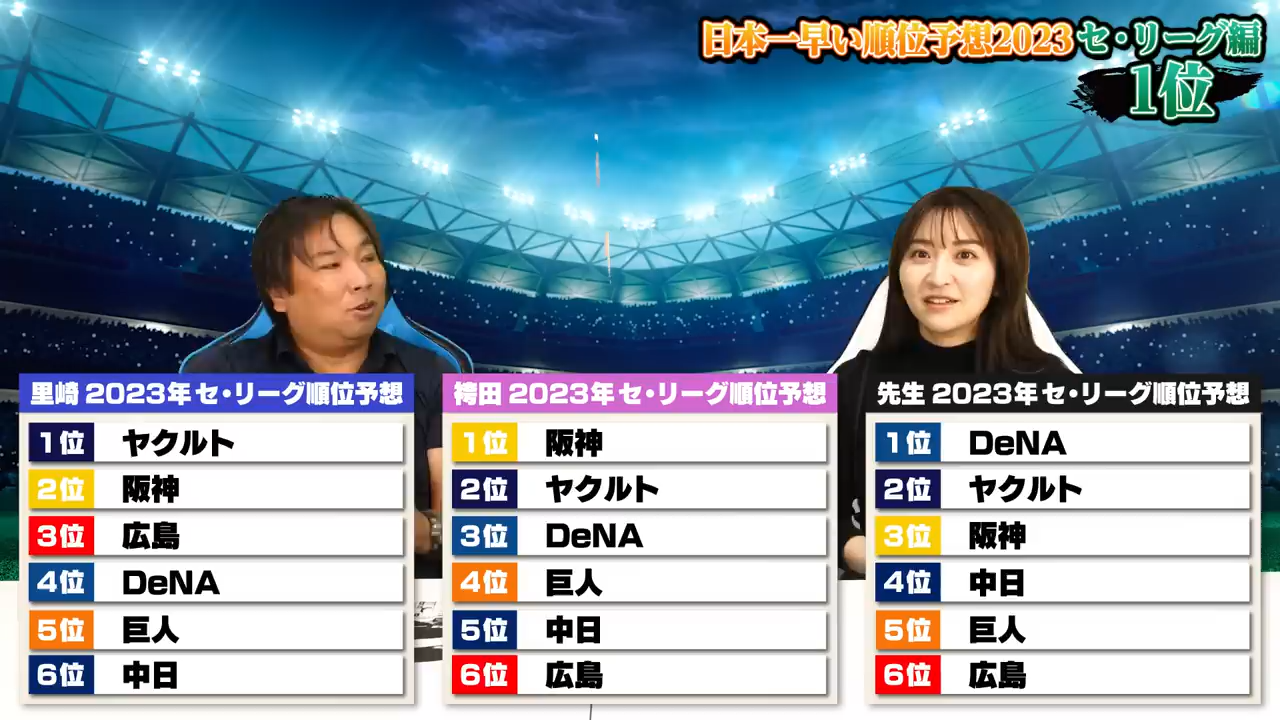 日本一早い順位予想2023 セ・リーグ編
1位
里崎 2023年 セ・リーグ順位予想
1位 ヤクルト
2位 阪神
3位 広島
4位 DeNA
5位 巨人
6位 中日
袴田 2023年 セ・リーグ順位予想
1位 阪神
2位 ヤクルト
3位 DeNA
4位 巨人
5位 中日
6位 広島
先生 2023年 セ・リーグ順位予想
1位 DeNA
2位 ヤクルト
3位 阪神
4位 中日
5位 巨人
6位 広島